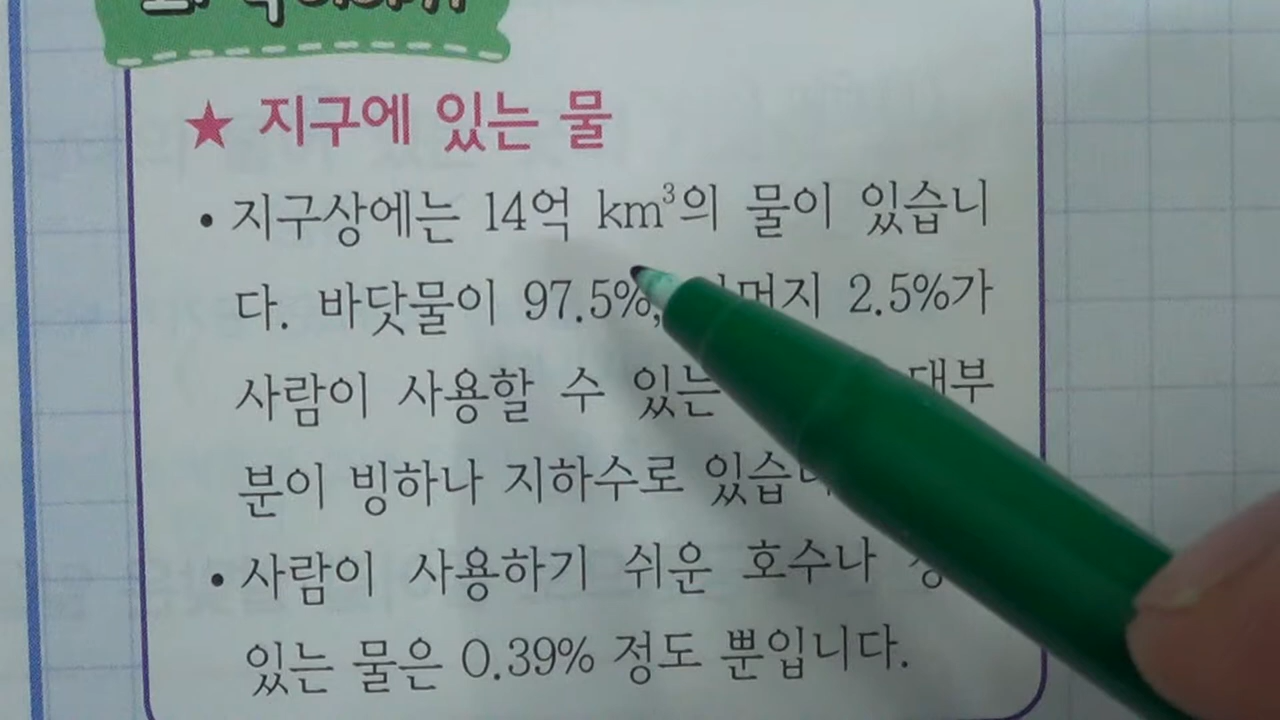 ★ 지구에 있는 물
• 지구상에는 14억 km³의 물이 있습니
다. 바닷물이 97.5%, 2.5%가
사람이 사용할 수 있는 대부
분이 빙하나 지하수로
• 사람이 사용하기 쉬운 호수나
있는 물은 0.39% 정도 뿐입니다.